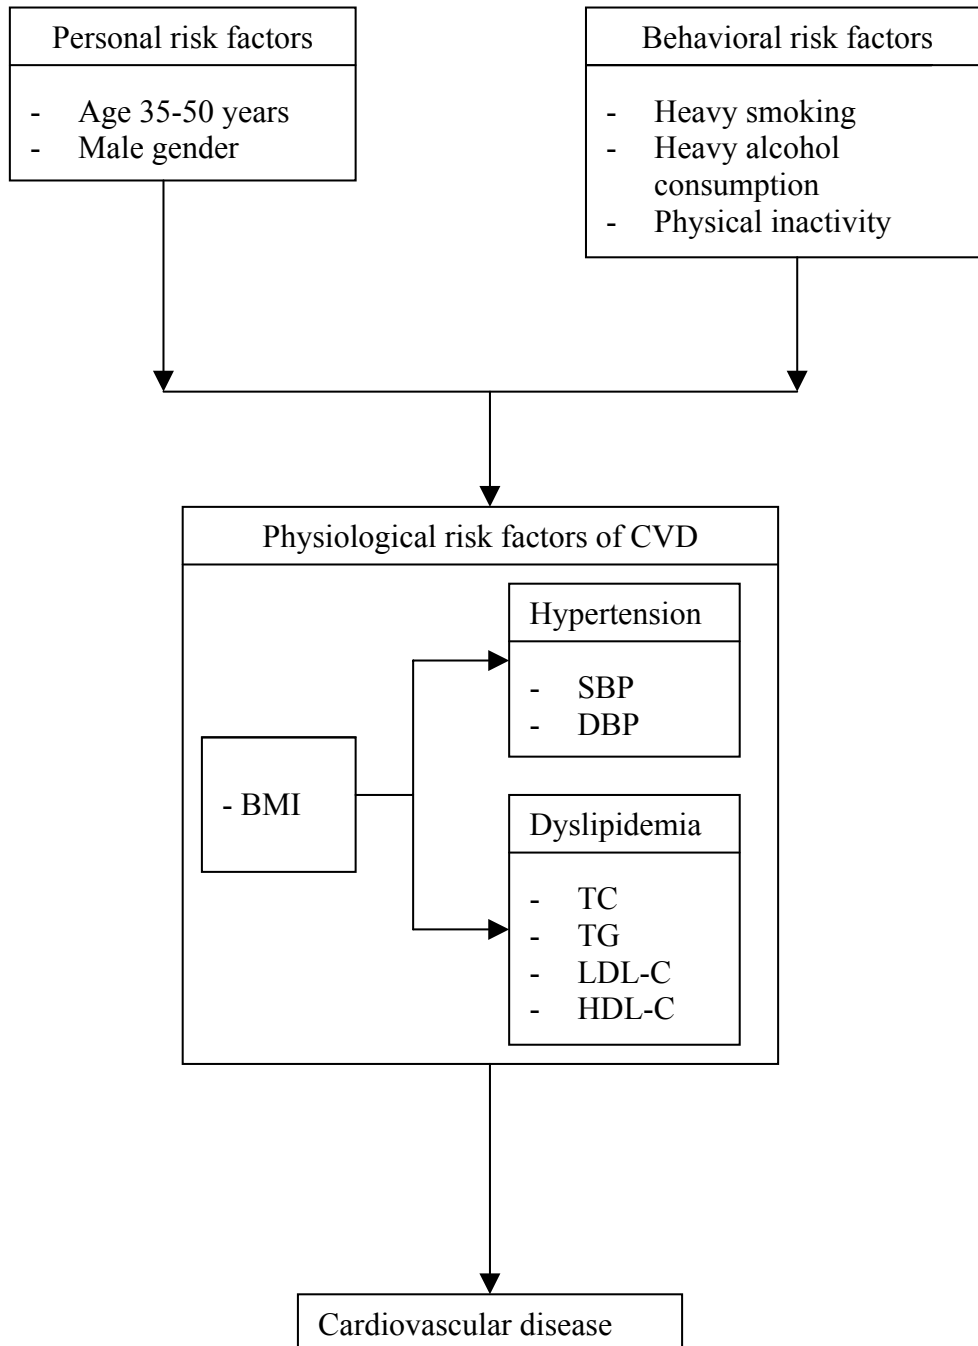 Personal risk factors
- Age 35-50 years
- Male gender
Behavioral risk factors
- Heavy smoking
- Heavy alcohol
consumption
- Physical inactivity
Physiological risk factors of CVD
- BMI
Hypertension
- SBP
- DBP
Dyslipidemia
- TC
- TG
- LDL-C
- HDL-C
Cardiovascular disease